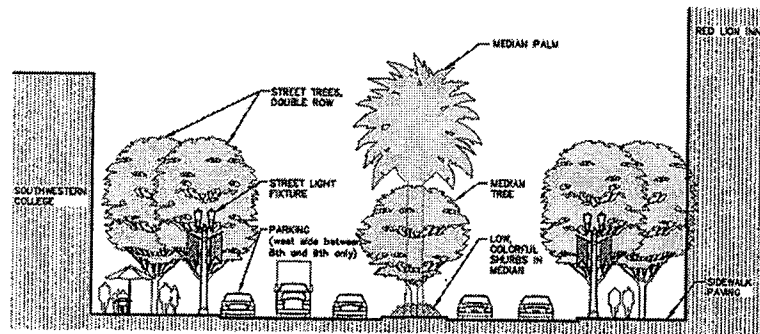 RED LION INN
MEDIAN PALM
STREET TREES,
DOUBLE ROW
SOUTHWESTERN
COLLEGE
STREET LIGHT
FIXTURE
MEDIAN
TREE
PARKING
(west side between
8th and 9th only)
LOW,
COLORFUL
SHURBS IN
MEDIAN
SIDEWALK
PAVING